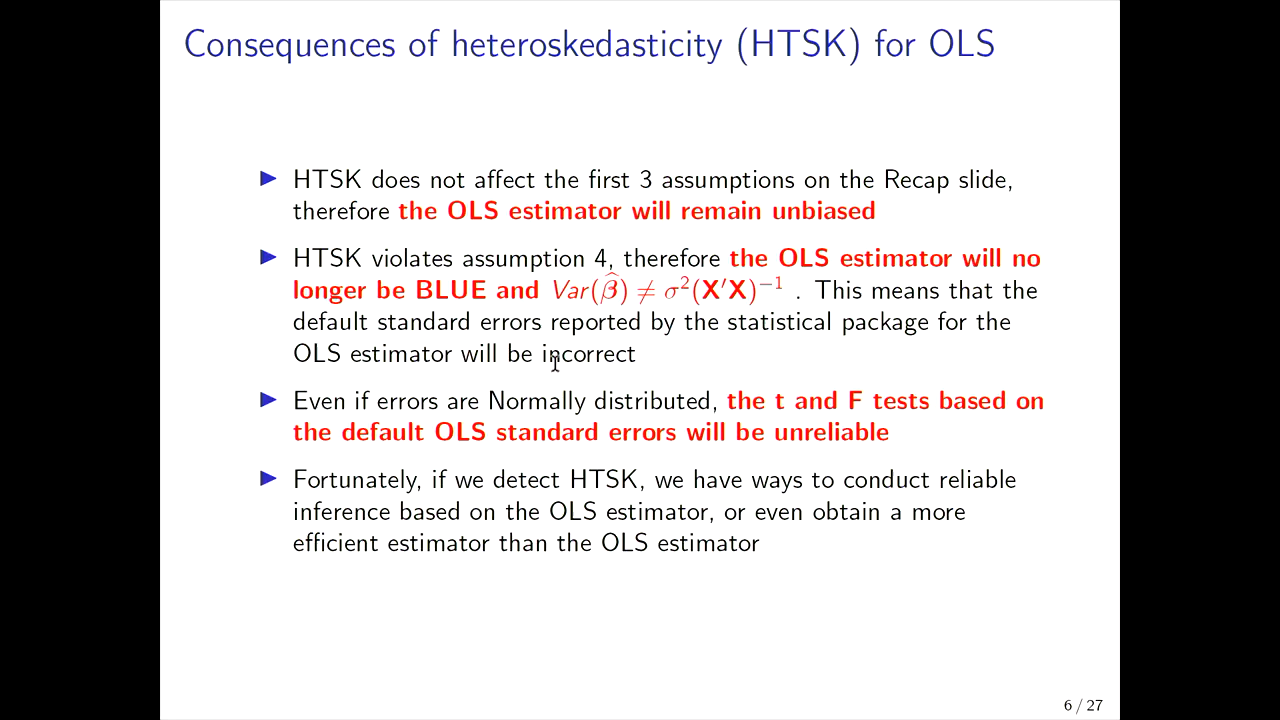 Consequences of heteroskedasticity (HTSK) for OLS
▶ HTSK does not affect the first 3 assumptions on the Recap slide,
therefore the OLS estimator will remain unbiased
▶ HTSK violates assumption 4, therefore the OLS estimator will no
longer be BLUE and Var(β̂) ≠ σ²(X′X)⁻¹ . This means that the
default standard errors reported by the statistical package for the
OLS estimator will be incorrect
▶ Even if errors are Normally distributed, the t and F tests based on
the default OLS standard errors will be unreliable
▶ Fortunately, if we detect HTSK, we have ways to conduct reliable
inference based on the OLS estimator, or even obtain a more
efficient estimator than the OLS estimator
6 / 27